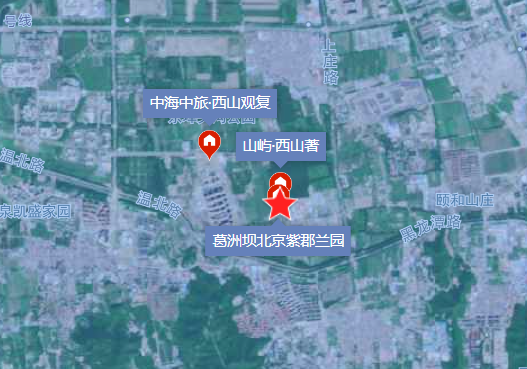 号线
上庄路
中海中旅·西山观复
山屿·西山著
温北路
温北路
京凯盛家园
颐和山庄
黑龙潭路
葛洲坝北京紫郡兰园